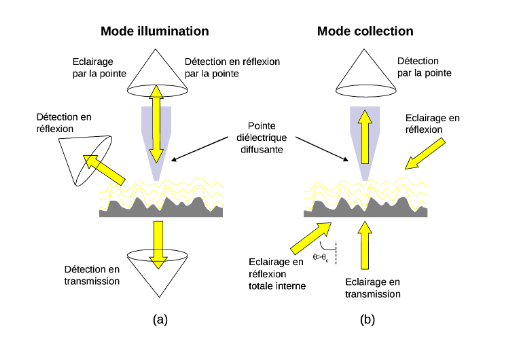 Mode illumination
Mode collection
Eclairage
par la pointe
Détection en réflexion
par la pointe
Détection
par la pointe
Détection en
réflexion
Pointe
diélectrique
diffusante
Eclairage en
réflexion
Détection en
transmission
Eclairage en
réflexion
totale interne
θ>θc
Eclairage en
transmission
(a)
(b)